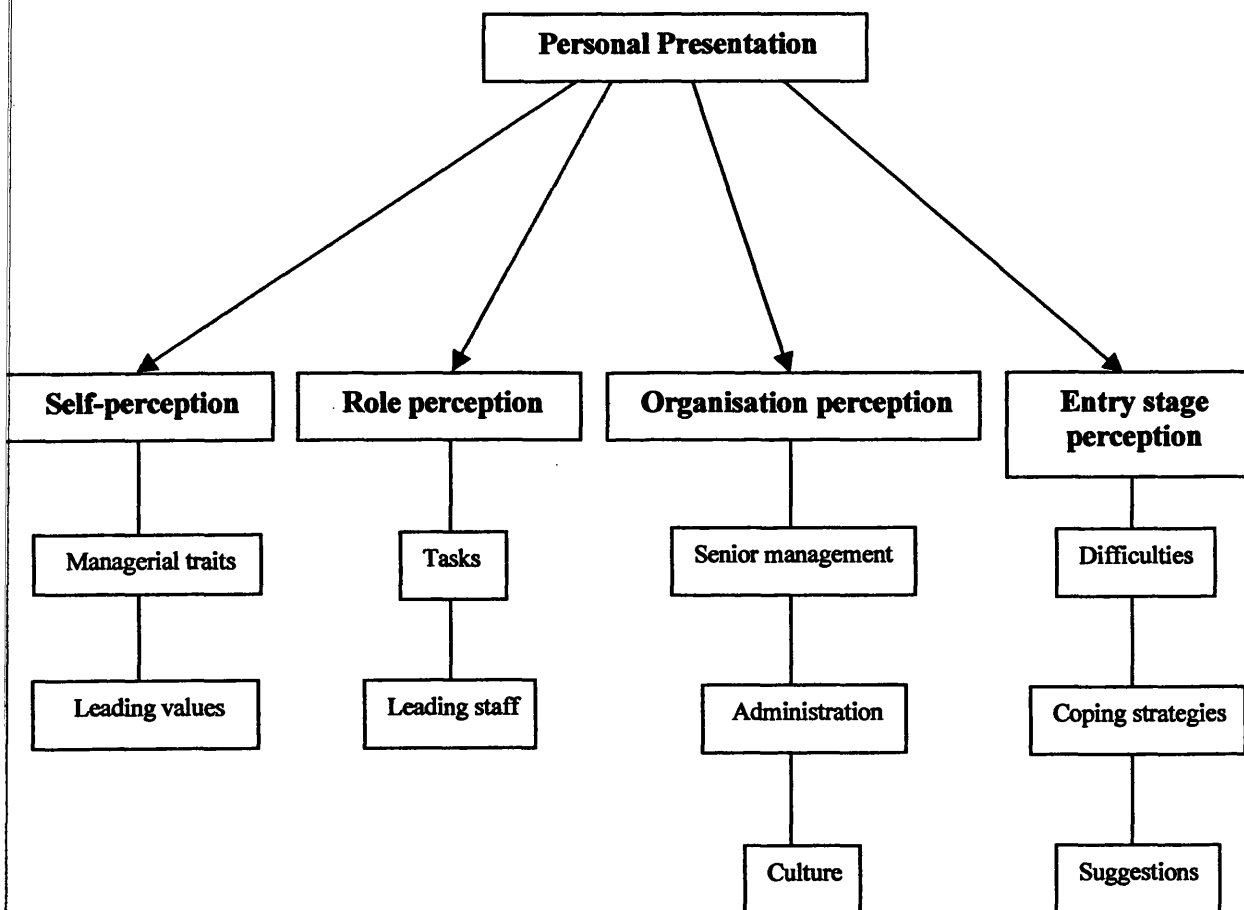 Personal Presentation
Self-perception
Role perception
Organisation perception
Entry stage
perception
Managerial traits
Tasks
Senior management
Difficulties
Leading values
Leading staff
Administration
Coping strategies
Culture
Suggestions